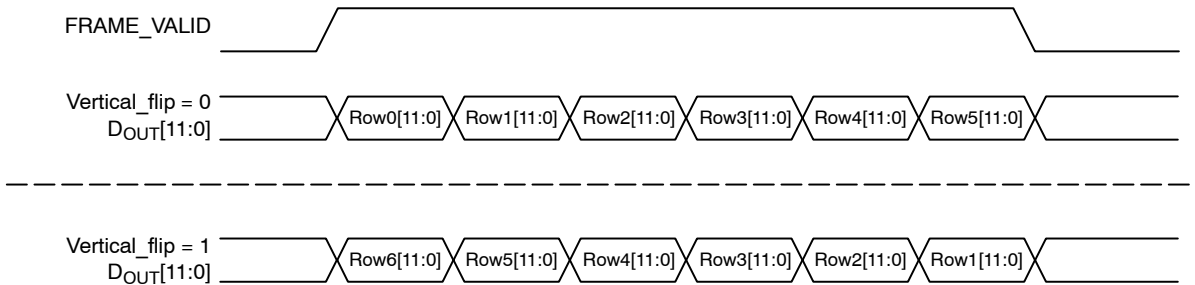 FRAME_VALID
Vertical_flip = 0
DOUT[11:0]
Row0[11:0] Row1[11:0] Row2[11:0] Row3[11:0] Row4[11:0] Row5[11:0]
Vertical_flip = 1
DOUT[11:0]
Row6[11:0] Row5[11:0] Row4[11:0] Row3[11:0] Row2[11:0] Row1[11:0]